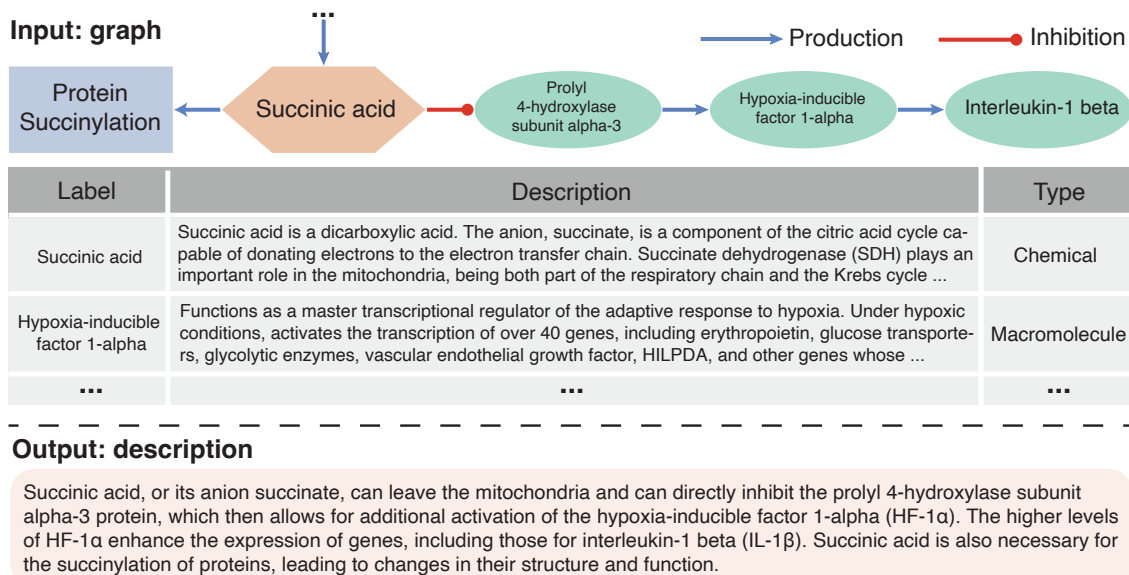 ...
Input: graph
Production
Inhibition
Protein
Succinylation
Succinic acid
Prolyl
4-hydroxylase
subunit alpha-3
Hypoxia-inducible
factor 1-alpha
Interleukin-1 beta
Label
Description
Type
Succinic acid
Succinic acid is a dicarboxylic acid. The anion, succinate, is a component of the citric acid cycle ca-
pable of donating electrons to the electron transfer chain. Succinate dehydrogenase (SDH) plays an
important role in the mitochondria, being both part of the respiratory chain and the Krebs cycle ...
Chemical
Hypoxia-inducible
factor 1-alpha
Functions as a master transcriptional regulator of the adaptive response to hypoxia. Under hypoxic
conditions, activates the transcription of over 40 genes, including erythropoietin, glucose transporte-
rs, glycolytic enzymes, vascular endothelial growth factor, HILPDA, and other genes whose ...
Macromolecule
...
...
...
Output: description
Succinic acid, or its anion succinate, can leave the mitochondria and can directly inhibit the prolyl 4-hydroxylase subunit
alpha-3 protein, which then allows for additional activation of the hypoxia-inducible factor 1-alpha (HF-1α). The higher levels
of HF-1α enhance the expression of genes, including those for interleukin-1 beta (IL-1β). Succinic acid is also necessary for
the succinylation of proteins, leading to changes in their structure and function.